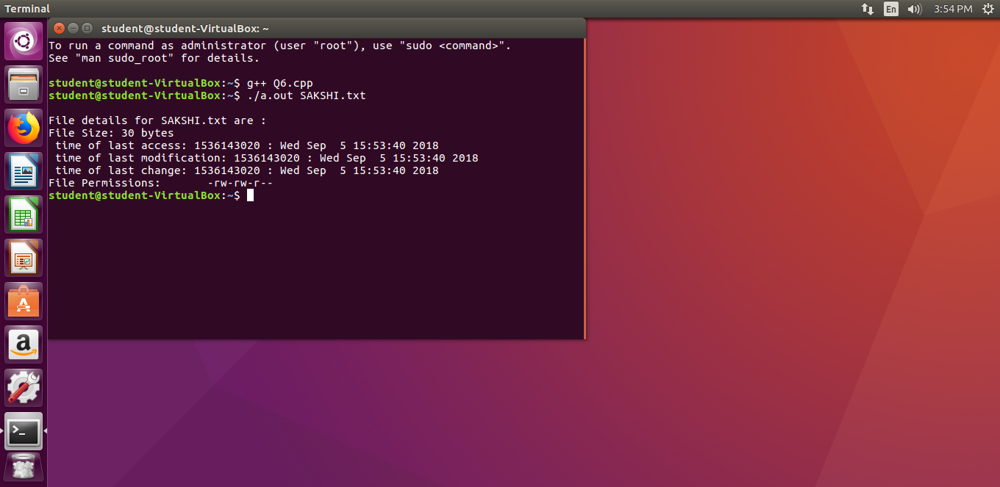 Terminal
En
3:54 PM
student@student-VirtualBox: ~
To run a command as administrator (user "root"), use "sudo <command>".
See "man sudo_root" for details.
student@student-VirtualBox:~$ g++ Q6.cpp
student@student-VirtualBox:~$ ./a.out SAKSHI.txt
File details for SAKSHI.txt are :
File Size: 30 bytes
 time of last access: 1536143020 : Wed Sep  5 15:53:40 2018
 time of last modification: 1536143020 : Wed Sep  5 15:53:40 2018
 time of last change: 1536143020 : Wed Sep  5 15:53:40 2018
File Permissions:       -rw-rw-r--
student@student-VirtualBox:~$